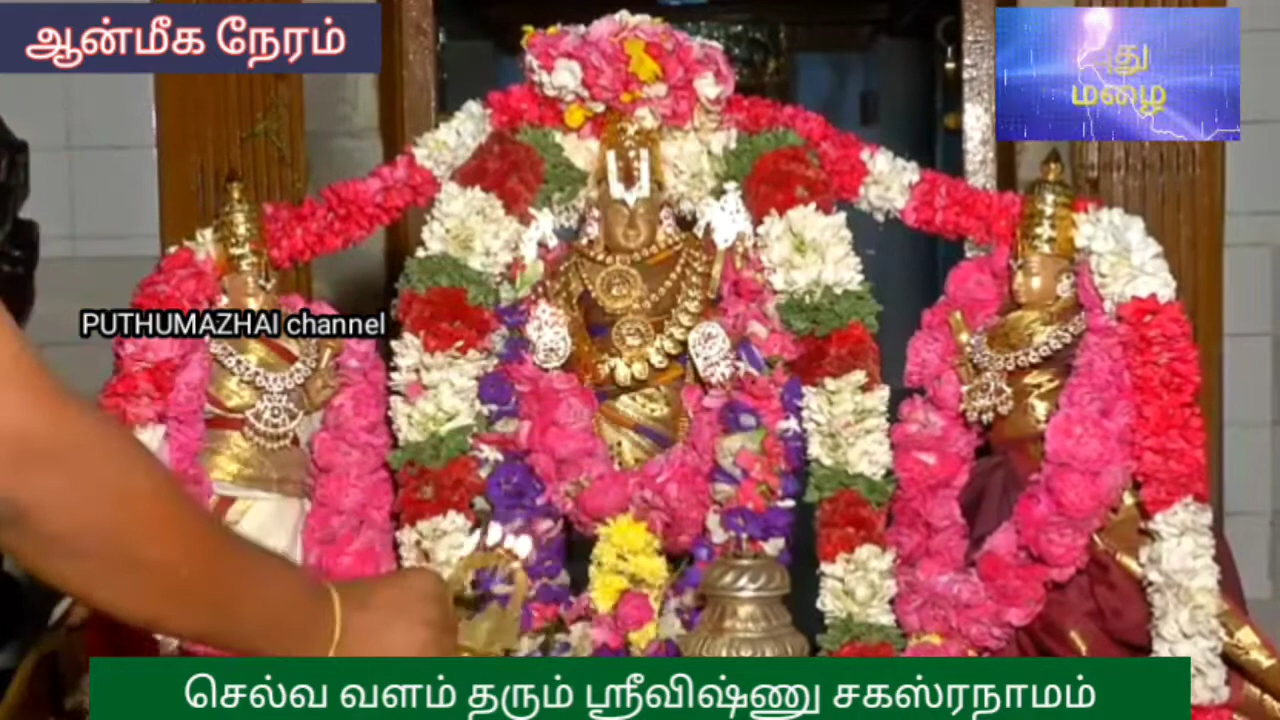 ஆன்மீக நேரம்
புது
மழை
PUTHUMAZHAI channel
செல்வ வளம் தரும் ஸ்ரீவிஷ்ணு சகஸ்ரநாமம்